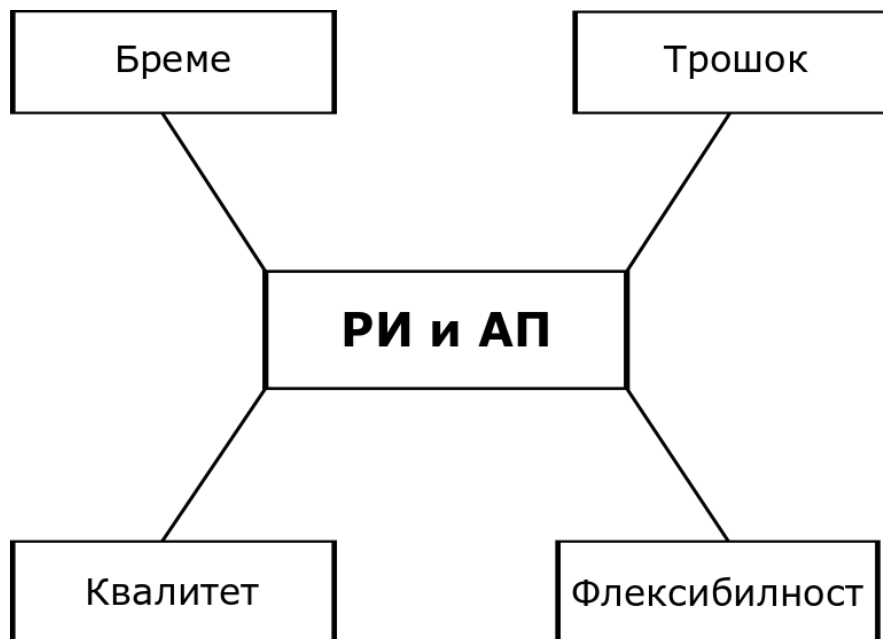 Бреме
Трошок
РИ и АП
Квалитет
Флексибилност